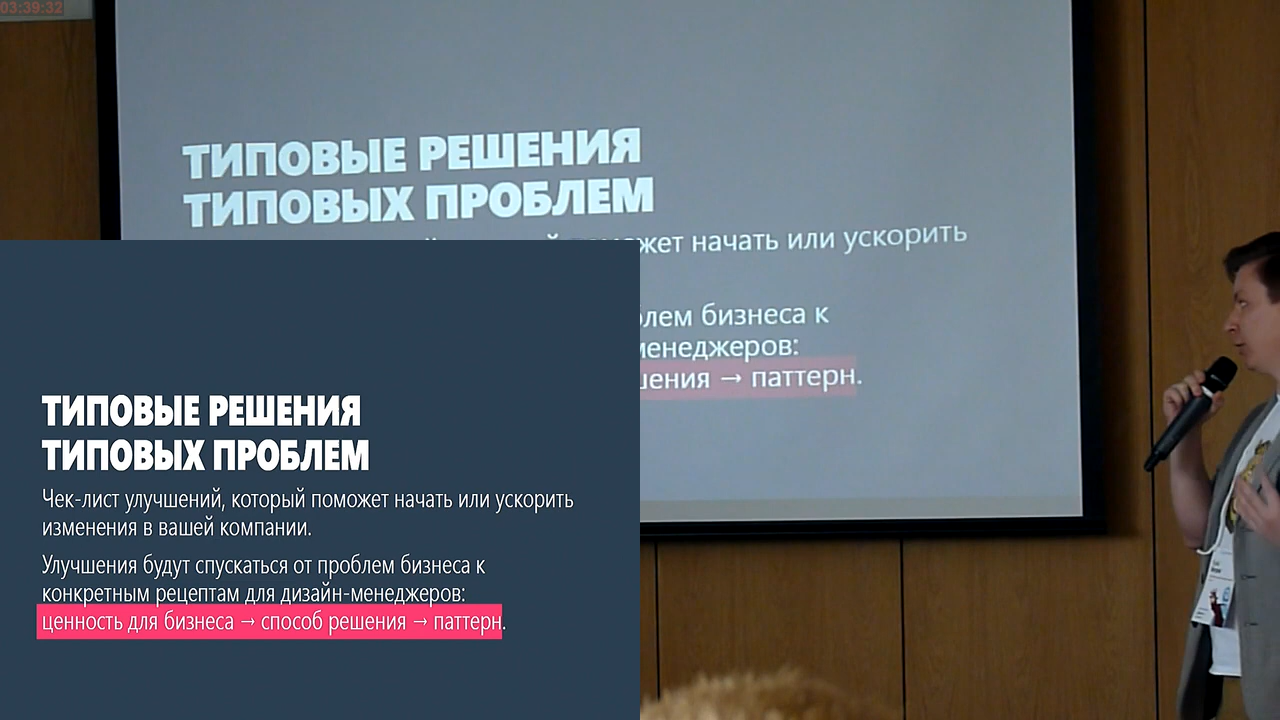 03:39:32
ТИПОВЫЕ РЕШЕНИЯ
ТИПОВЫХ ПРОБЛЕМ
жет начать или ускорить
блем бизнеса к
менеджеров:
шения → паттерн.
ТИПОВЫЕ РЕШЕНИЯ
ТИПОВЫХ ПРОБЛЕМ
Чек-лист улучшений, который поможет начать или ускорить
изменения в вашей компании.
Улучшения будут спускаться от проблем бизнеса к
конкретным рецептам для дизайн-менеджеров:
ценность для бизнеса → способ решения → паттерн.